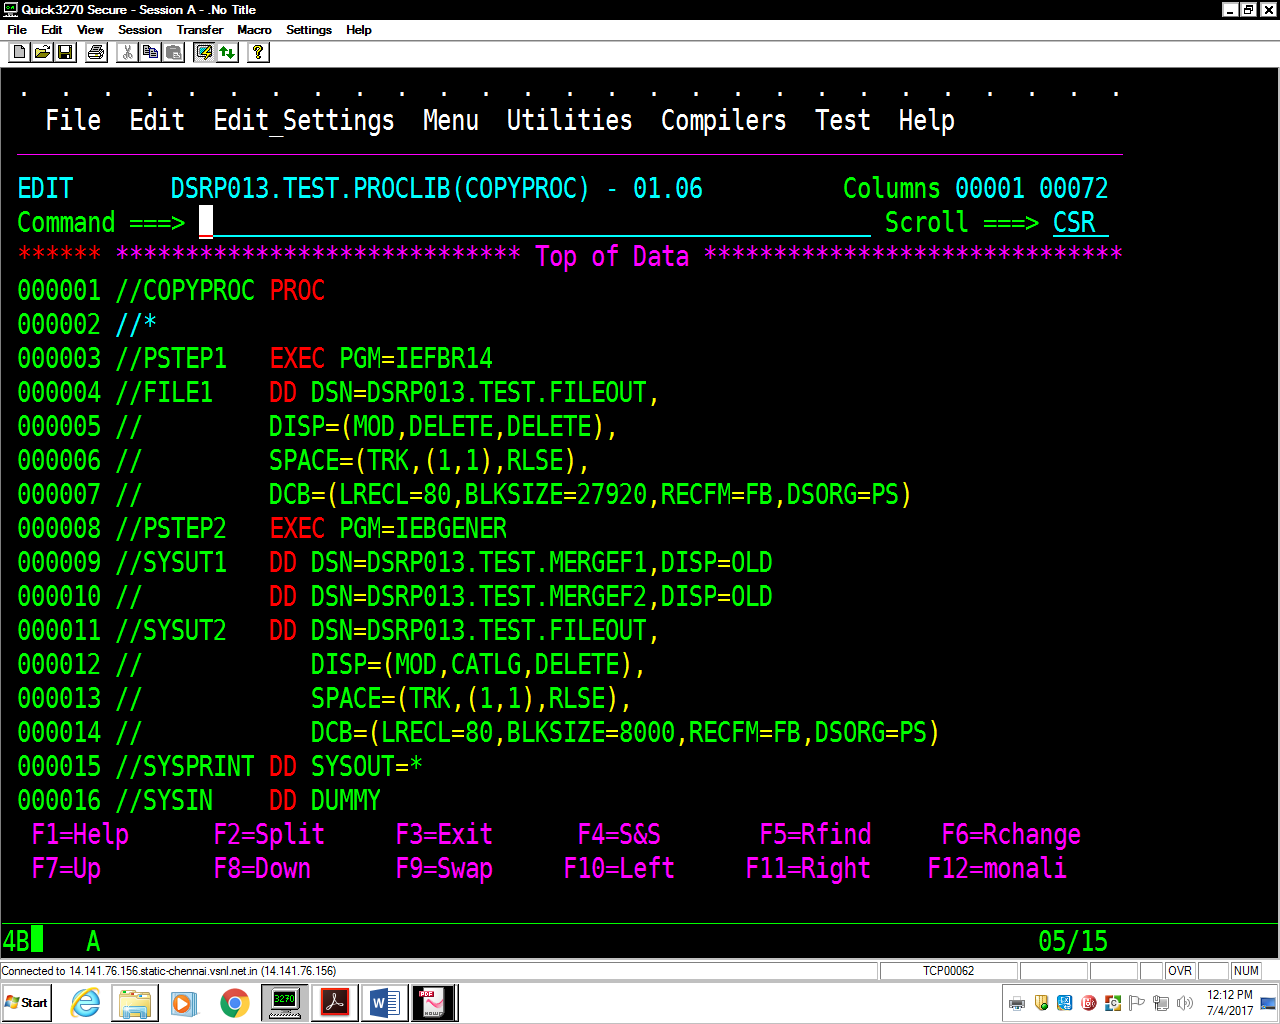 Quick3270 Secure - Session A - .No Title
File Edit View Session Transfer Macro Settings Help
. . . . . . . . . . . . . . . . . . . . . . . . . . .
File Edit Edit_Settings Menu Utilities Compilers Test Help
EDIT DSRP013.TEST.PROCLIB(COPYPROC) - 01.06 Columns 00001 00072
Command ===> Scroll ===> CSR
****** ***************************** Top of Data ******************************
000001 //COPYPROC PROC
000002 //*
000003 //PSTEP1 EXEC PGM=IEFBR14
000004 //FILE1 DD DSN=DSRP013.TEST.FILEOUT,
000005 // DISP=(MOD,DELETE,DELETE),
000006 // SPACE=(TRK,(1,1),RLSE),
000007 // DCB=(LRECL=80,BLKSIZE=27920,RECFM=FB,DSORG=PS)
000008 //PSTEP2 EXEC PGM=IEBGENER
000009 //SYSUT1 DD DSN=DSRP013.TEST.MERGEF1,DISP=OLD
000010 // DD DSN=DSRP013.TEST.MERGEF2,DISP=OLD
000011 //SYSUT2 DD DSN=DSRP013.TEST.FILEOUT,
000012 // DISP=(MOD,CATLG,DELETE),
000013 // SPACE=(TRK,(1,1),RLSE),
000014 // DCB=(LRECL=80,BLKSIZE=8000,RECFM=FB,DSORG=PS)
000015 //SYSPRINT DD SYSOUT=*
000016 //SYSIN DD DUMMY
F1=Help F2=Split F3=Exit F4=S&S F5=Rfind F6=Rchange
F7=Up F8=Down F9=Swap F10=Left F11=Right F12=monali
4B A 05/15
Connected to 14.141.76.156.static-chennai.vsnl.net.in (14.141.76.156) TCP00062 OVR NUM
Start 3270 PDF 12:12 PM
7/4/2017